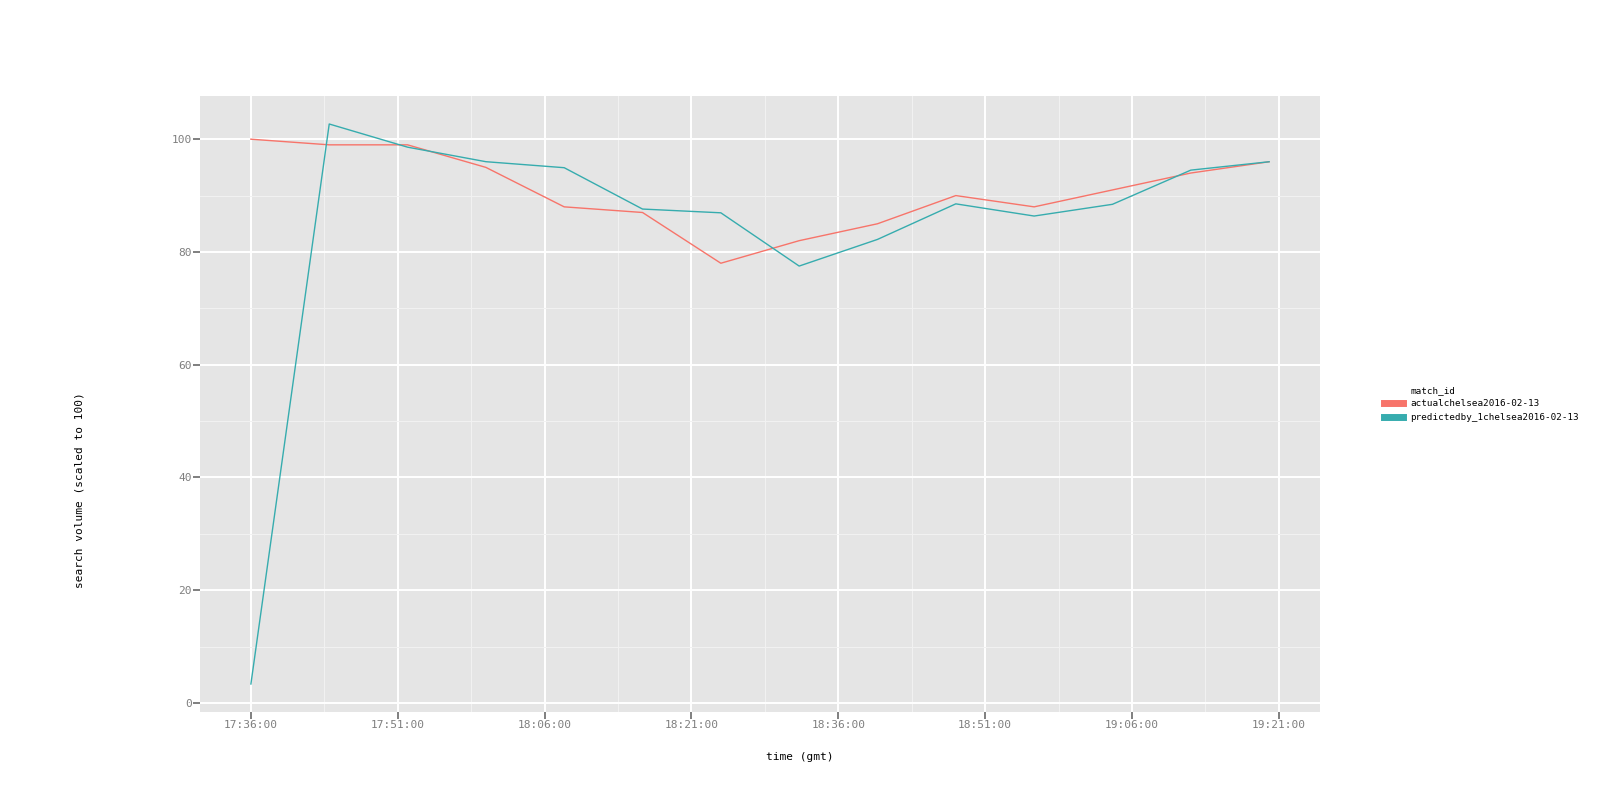 100
80
60
40
20
0
search volume (scaled to 100)
17:36:00 17:51:00 18:06:00 18:21:00 18:36:00 18:51:00 19:06:00 19:21:00
time (gmt)
match_id
actualchelsea2016-02-13
predictedby_1chelsea2016-02-13